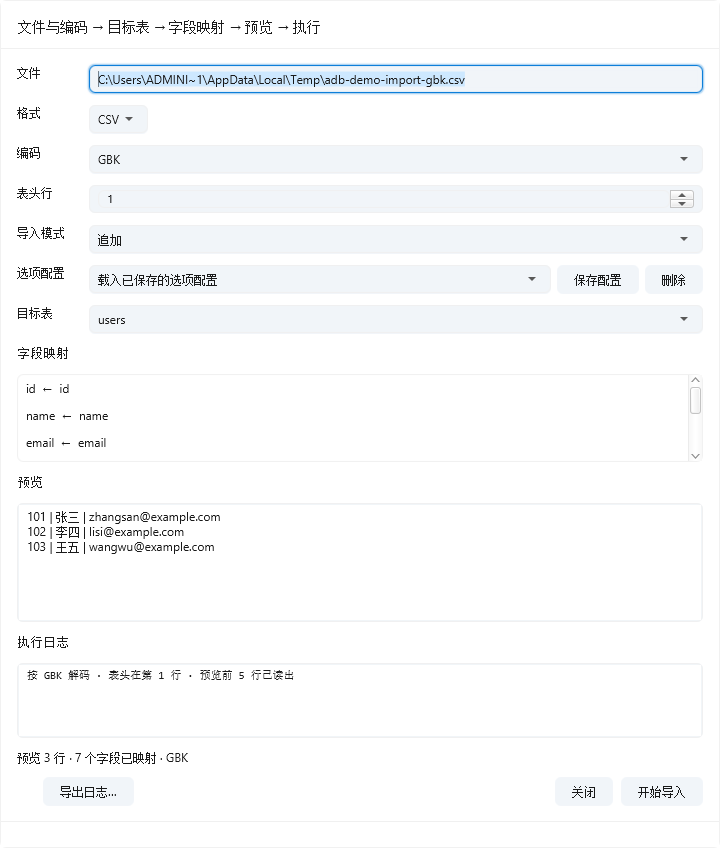 文件与编码 → 目标表 → 字段映射 → 预览 → 执行
文件
C:\Users\ADMINI~1\AppData\Local\Temp\adb-demo-import-gbk.csv
格式
CSV
编码
GBK
表头行
1
导入模式
追加
选项配置
载入已保存的选项配置
保存配置
删除
目标表
users
字段映射
id ← id
name ← name
email ← email
预览
101 | 张三 | zhangsan@example.com
102 | 李四 | lisi@example.com
103 | 王五 | wangwu@example.com
执行日志
按 GBK 解码 · 表头在第 1 行 · 预览前 5 行已读出
预览 3 行 · 7 个字段已映射 · GBK
导出日志...
关闭
开始导入